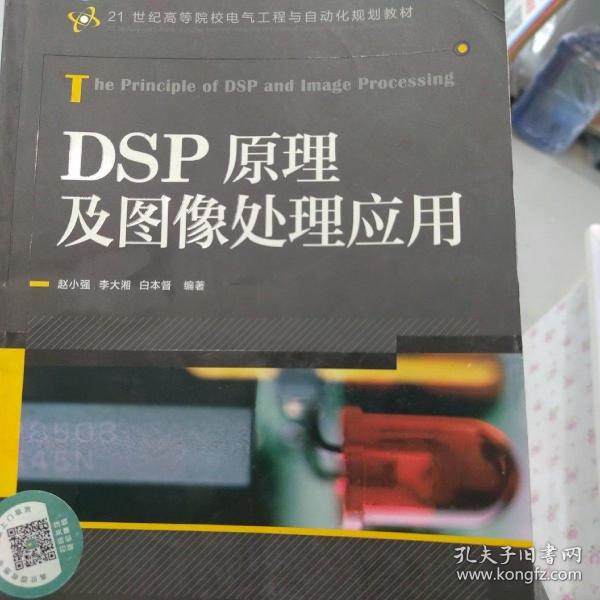 21 世纪高等院校电气工程与自动化规划教材
The Principle of DSP and Image Processing
DSP 原理
及图像处理应用
赵小强 李大湘 白本督 编著
8508
45N
孔夫子旧书网
www.kongfz.com